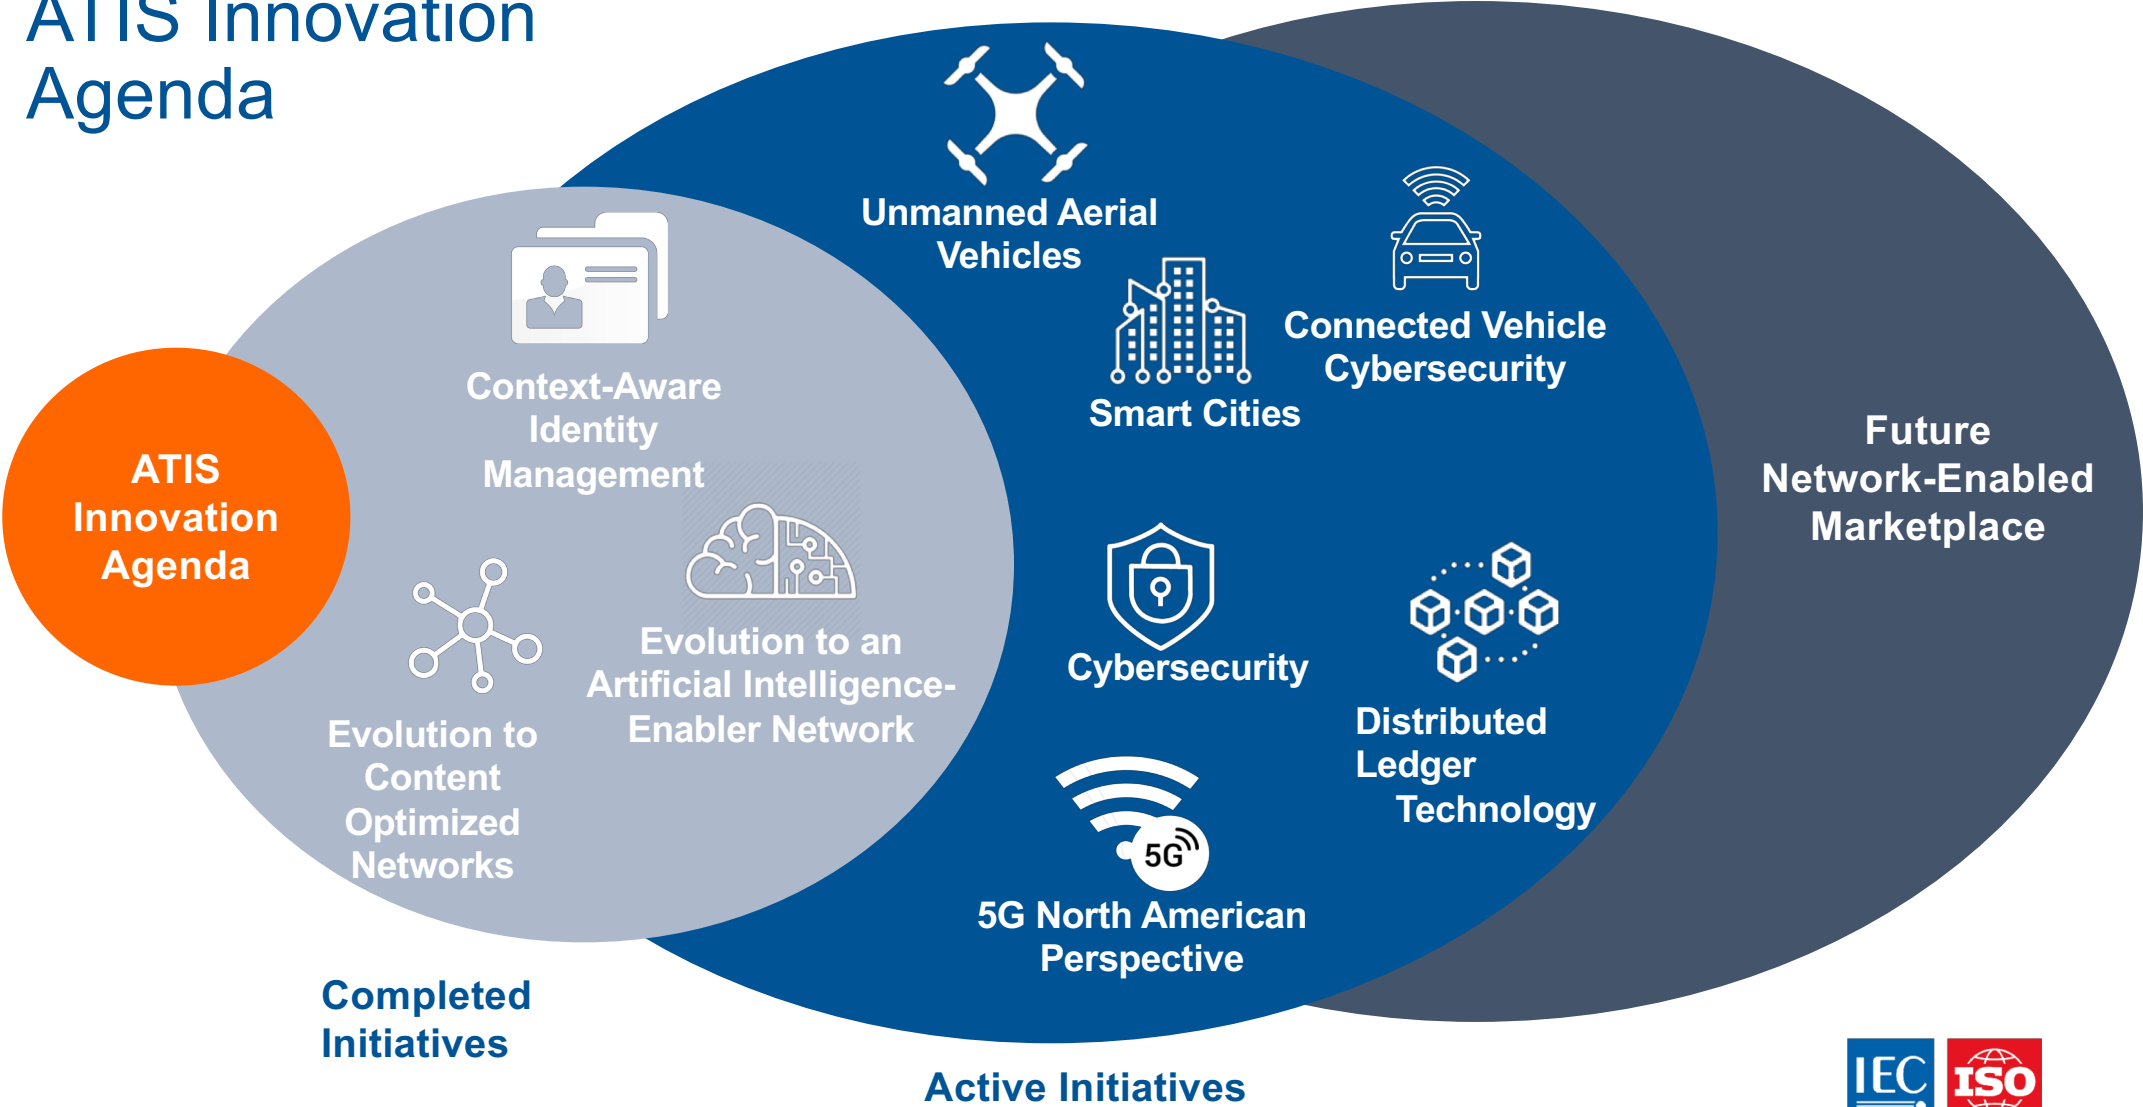 ATIS Innovation
Agenda
ATIS
Innovation
Agenda
Context-Aware
Identity
Management
Evolution to an
Artificial Intelligence-
Enabler Network
Evolution to
Content
Optimized
Networks
Completed
Initiatives
Unmanned Aerial
Vehicles
Connected Vehicle
Cybersecurity
Smart Cities
Cybersecurity
Distributed
Ledger
Technology
5G
5G North American
Perspective
Active Initiatives
Future
Network-Enabled
Marketplace
IEC
ISO